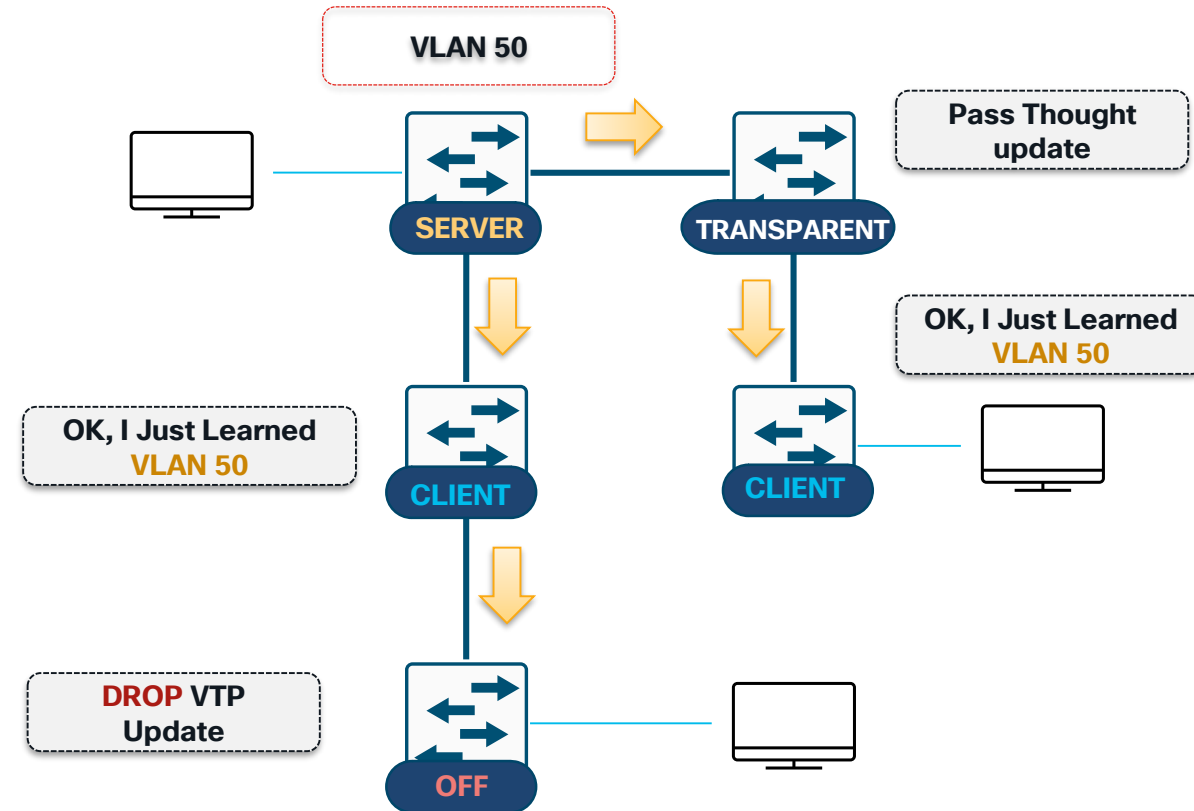 VLAN 50
Pass Thought
update
SERVER
TRANSPARENT
OK, I Just Learned
VLAN 50
OK, I Just Learned
VLAN 50
CLIENT
CLIENT
DROP VTP
Update
OFF